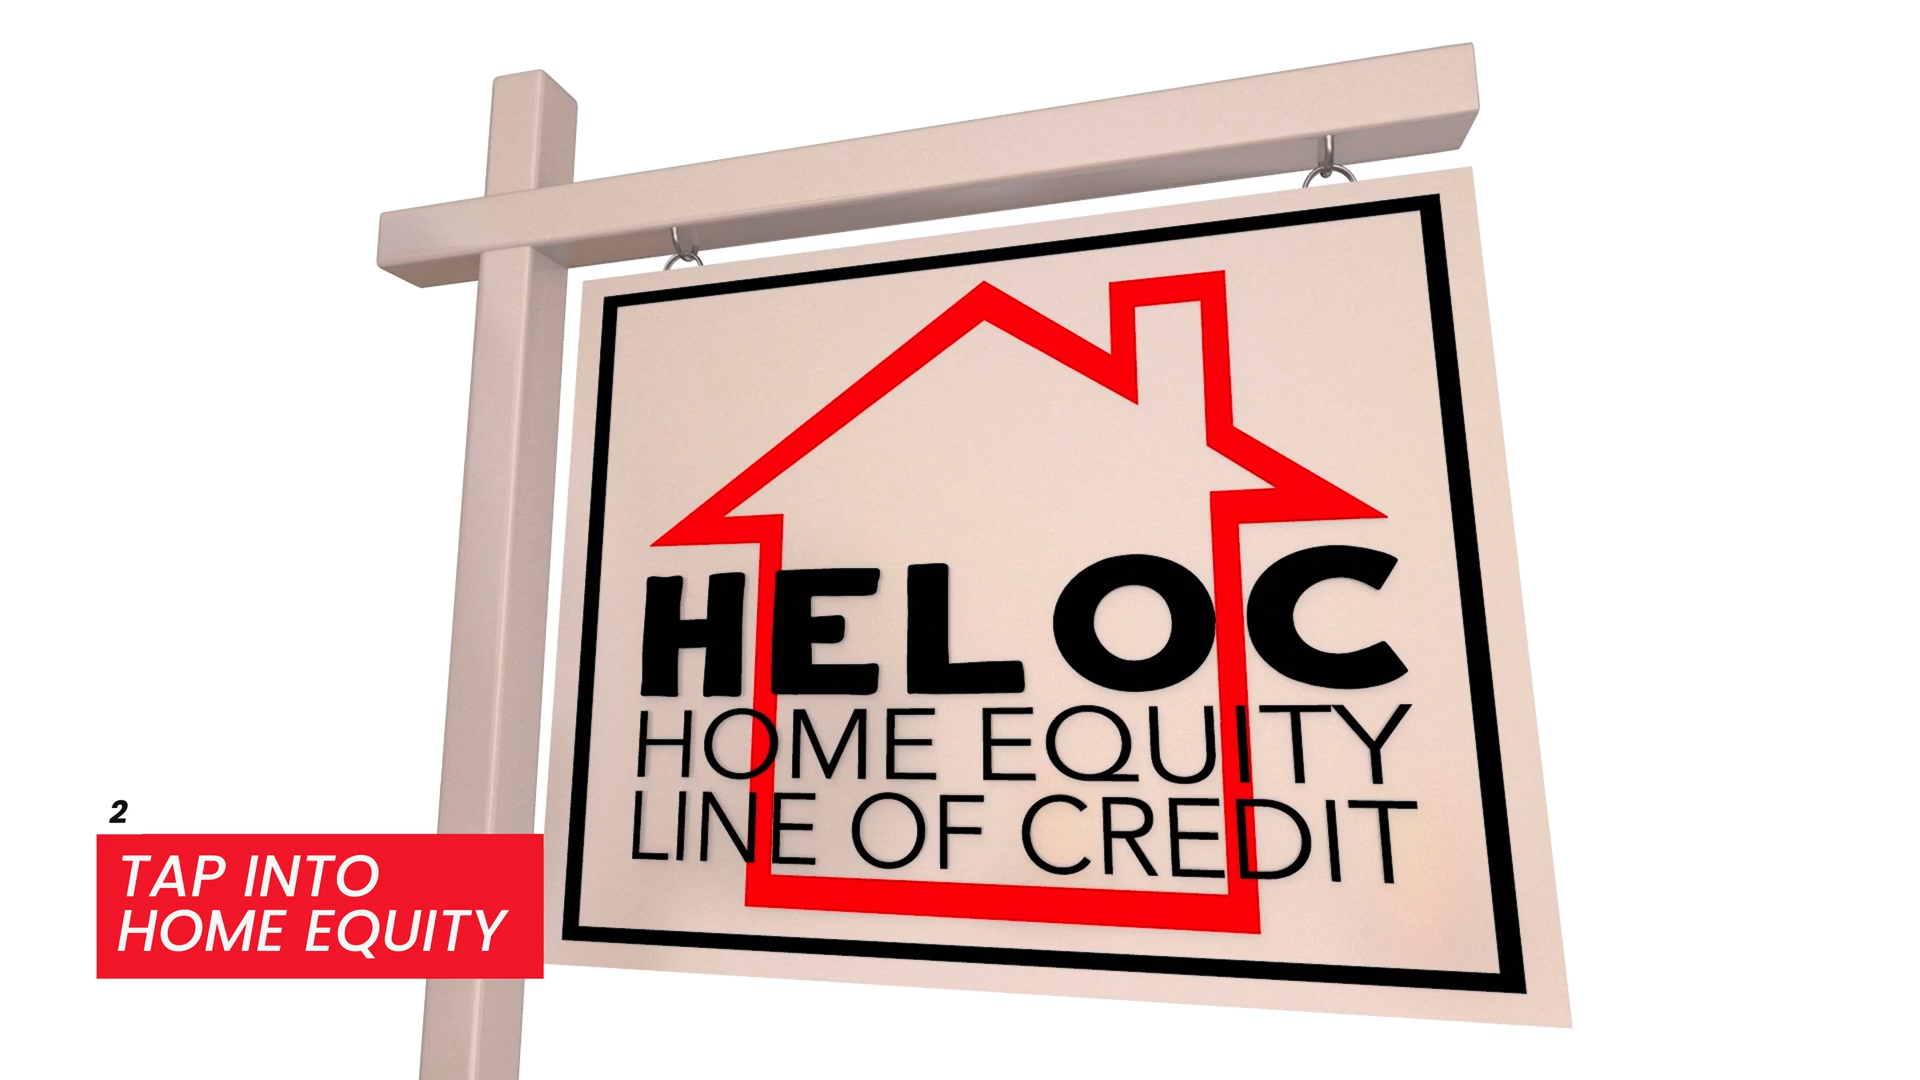 HELOC
HOME EQUITY
LINE OF CREDIT
2
TAP INTO
HOME EQUITY